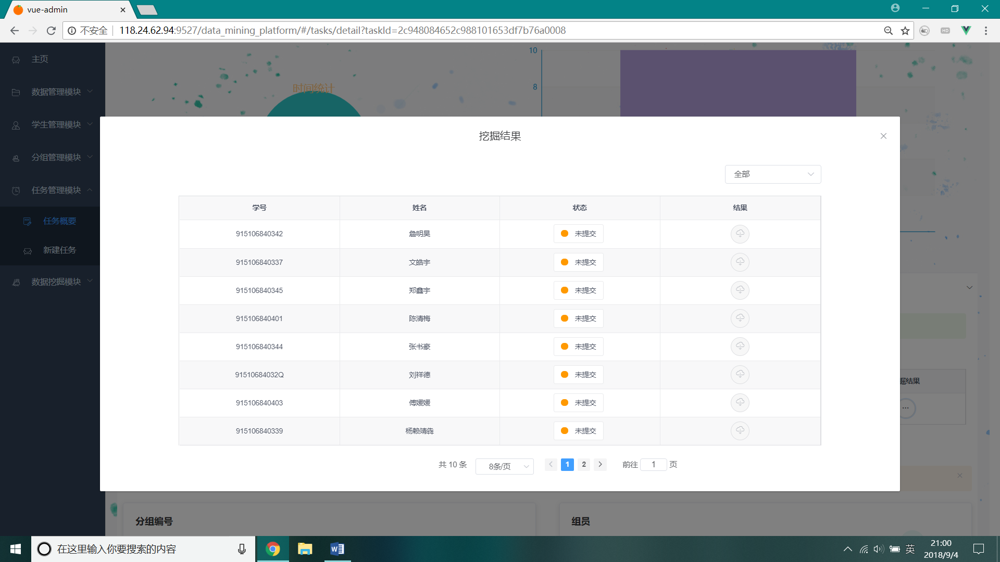 vue-admin
不安全 118.24.62.94:9527/data_mining_platform/#/tasks/detail?taskId=2c948084652c988101653df7b76a0008
HD
主页
数据管理模块
学生管理模块
分组管理模块
任务管理模块
任务概要
新建任务
数据挖掘模块
时间统计
10
8
挖掘结果
全部
学号 姓名 状态 结果
915106840342 詹明昊 未提交
915106840337 文皓宇 未提交
915106840345 郑鑫宇 未提交
915106840401 陈清梅 未提交
915106840344 张书豪 未提交
91510684032Q 刘祥德 未提交
915106840403 傅媛媛 未提交
915106840339 杨赖靖犇 未提交
共 10 条 8条/页 1 2 前往 1 页
掘结果
分组编号
组员
在这里输入你要搜索的内容
英
21:00
2018/9/4